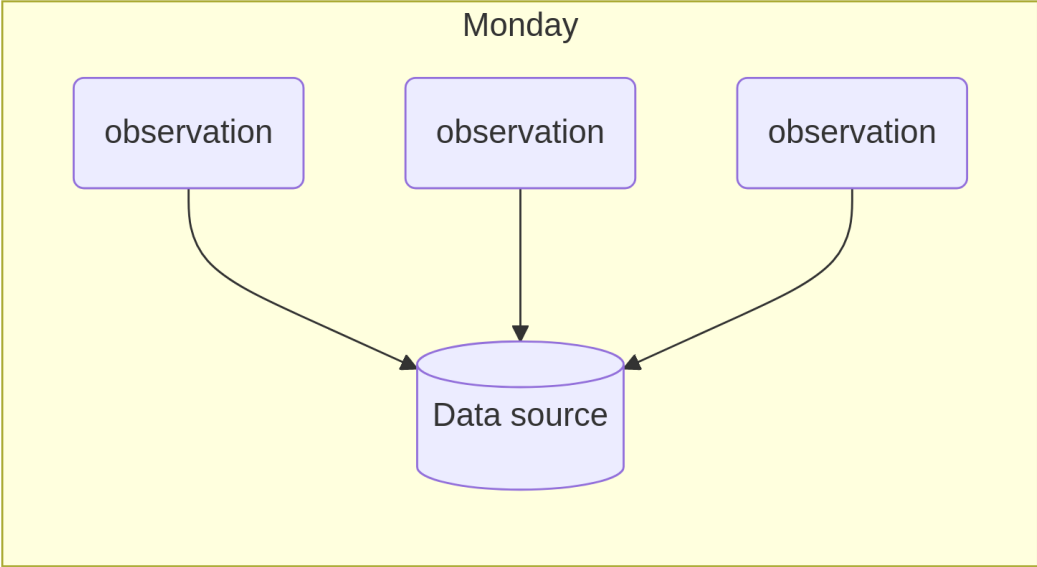 Monday
observation
observation
observation
Data source